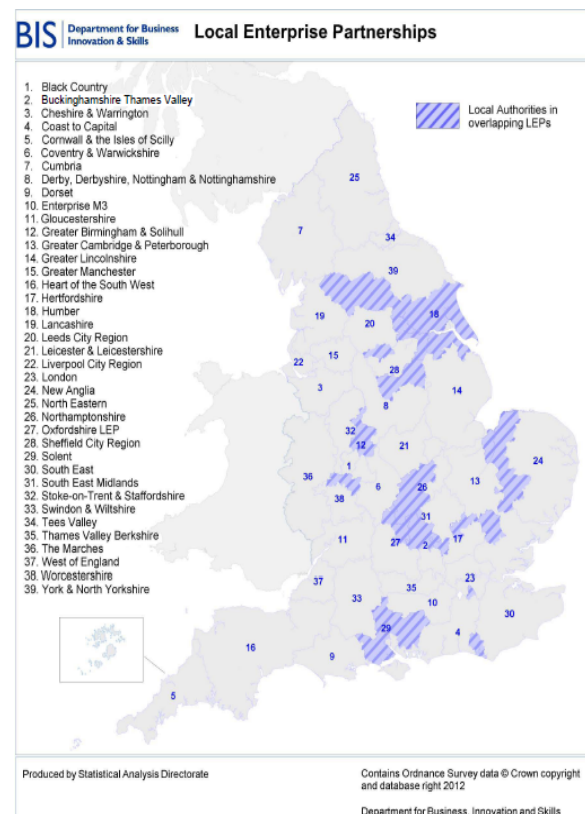 BIS Department for Business Innovation & Skills
Local Enterprise Partnerships
1. Black Country
2. Buckinghamshire Thames Valley
3. Cheshire & Warrington
4. Coast to Capital
5. Cornwall & the Isles of Scilly
6. Coventry & Warwickshire
7. Cumbria
8. Derby, Derbyshire, Nottingham & Nottinghamshire
9. Dorset
10. Enterprise M3
11. Gloucestershire
12. Greater Birmingham & Solihull
13. Greater Cambridge & Peterborough
14. Greater Lincolnshire
15. Greater Manchester
16. Heart of the South West
17. Hertfordshire
18. Humber
19. Lancashire
20. Leeds City Region
21. Leicester & Leicestershire
22. Liverpool City Region
23. London
24. New Anglia
25. North Eastern
26. Northamptonshire
27. Oxfordshire LEP
28. Sheffield City Region
29. Solent
30. South East
31. South East Midlands
32. Stoke-on-Trent & Staffordshire
33. Swindon & Wiltshire
34. Tees Valley
35. Thames Valley Berkshire
36. The Marches
37. West of England
38. Worcestershire
39. York & North Yorkshire
Local Authorities in
overlapping LEPs
25
7
34
39
18
19
20
15
22
28
3
14
8
32
12
21
24
1
36
6
26
13
38
31
11
27
2
17
37
23
35
33
10
30
29
4
16
9
5
Produced by Statistical Analysis Directorate
Contains Ordnance Survey data © Crown copyright
and database right 2012
Department for Business, Innovation and Skills